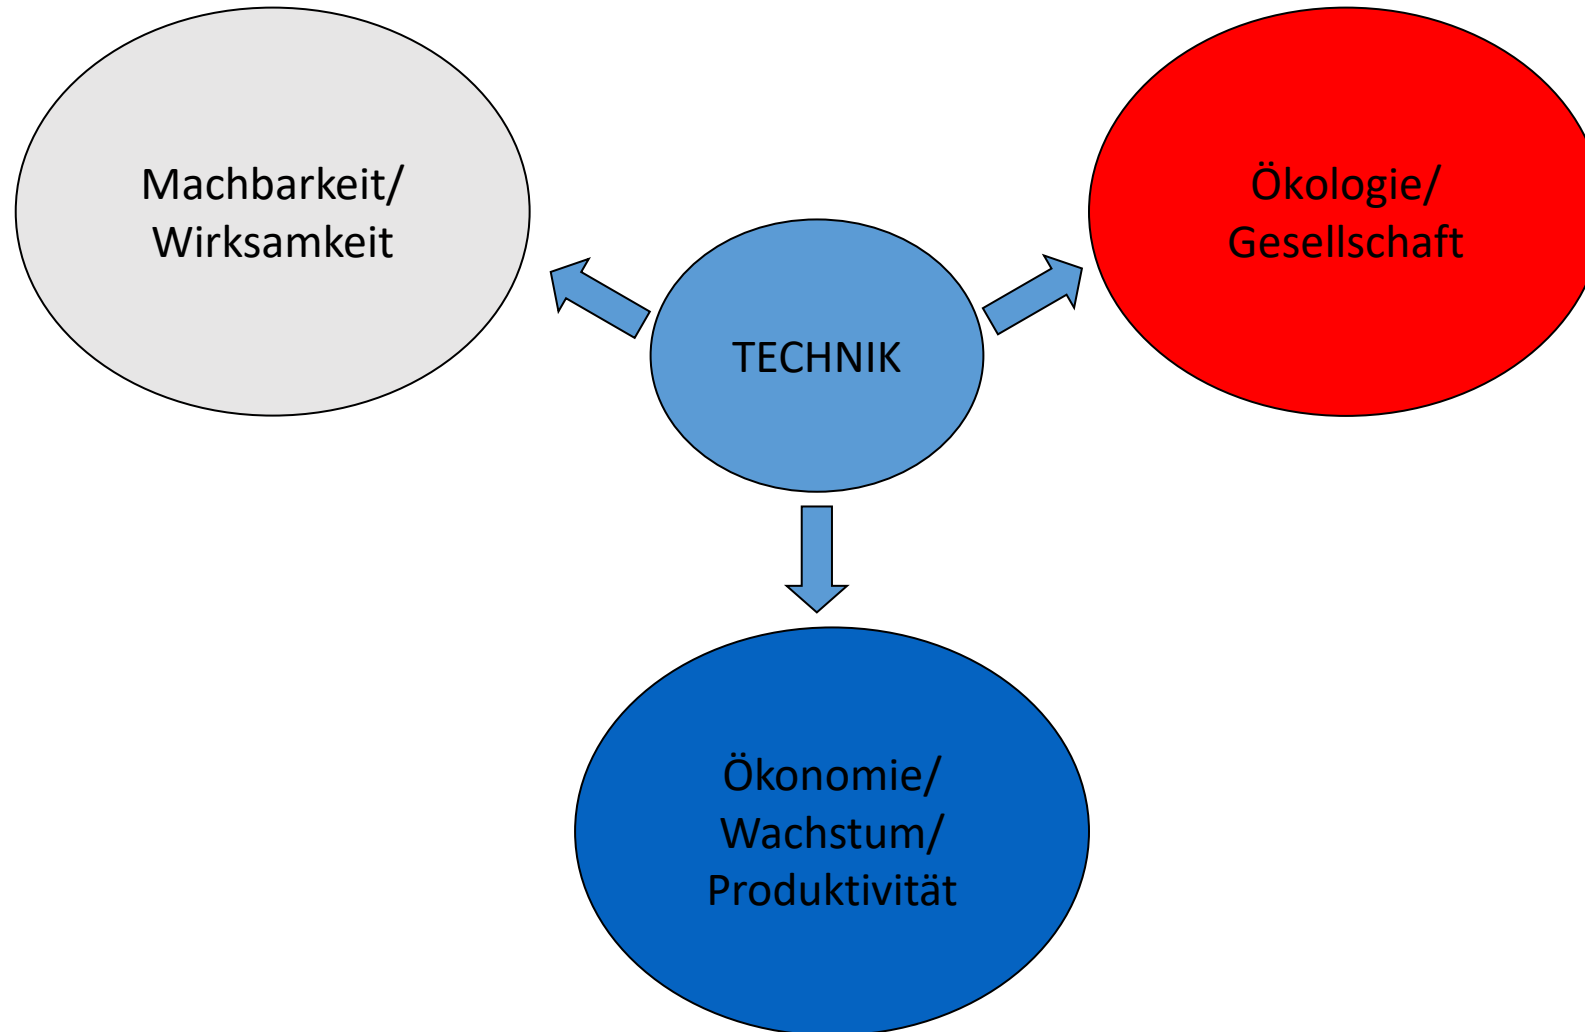 Machbarkeit/
Wirksamkeit
Ökologie/
Gesellschaft
TECHNIK
Ökonomie/
Wachstum/
Produktivität